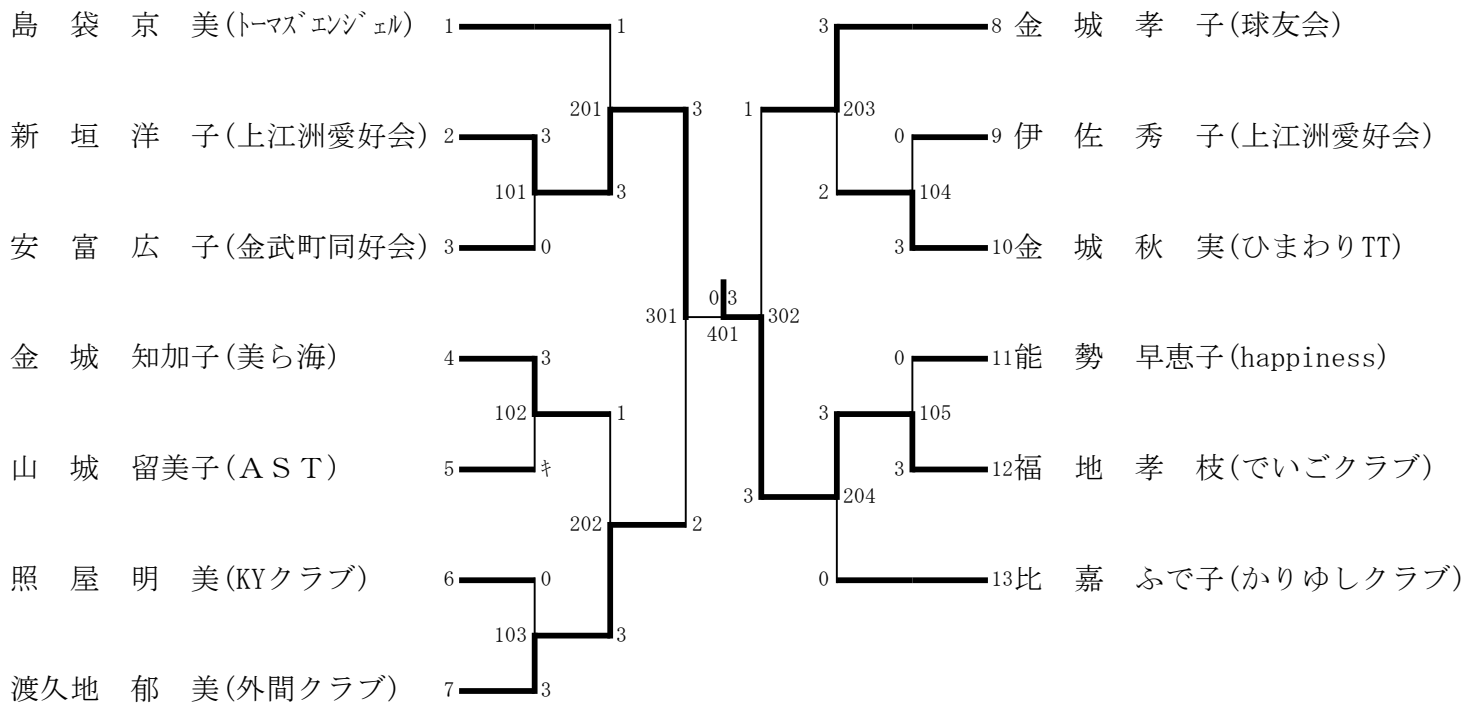 島　袋　京　美(ﾄｰﾏｽﾞｴﾝｼﾞｪﾙ) 1 1 3 8 金　城　孝　子(球友会)
201 3 1 203
新　垣　洋　子(上江洲愛好会) 2 3 0 9 伊　佐　秀　子(上江洲愛好会)
101 3 2 104
安　富　広　子(金武町同好会) 3 0 3 10 金　城　秋　実(ひまわりTT)
0 3
301 401 302
金　城　知加子(美ら海) 4 3 0 11 能　勢　早恵子(happiness)
102 1 3 105
山　城　留美子(ＡＳＴ) 5 ｷ 3 12 福　地　孝　枝(でいごクラブ)
3 204
202 2
照　屋　明　美(KYクラブ) 6 0 0 13 比　嘉　ふで子(かりゆしクラブ)
103 3
渡久地　郁　美(外間クラブ) 7 3